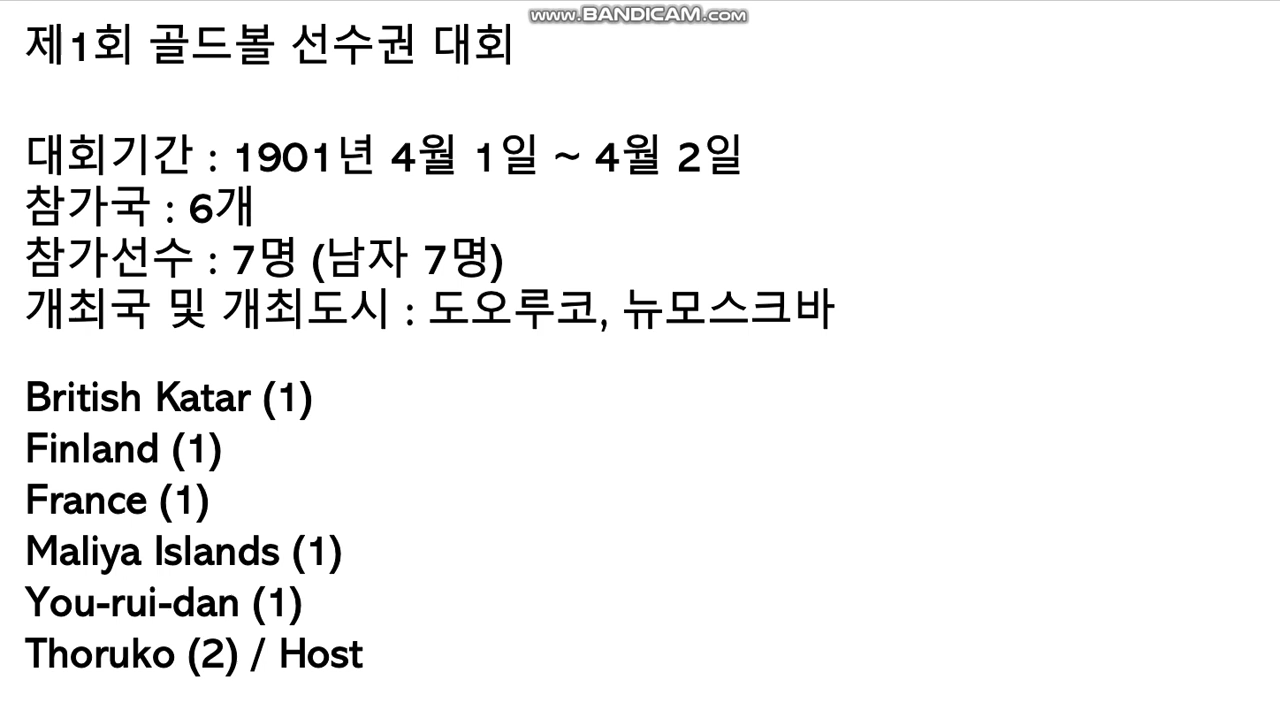 www.BANDICAM.com
제1회 골드볼 선수권 대회
대회기간 : 1901년 4월 1일 ~ 4월 2일
참가국 : 6개
참가선수 : 7명 (남자 7명)
개최국 및 개최도시 : 도오루코, 뉴모스크바
British Katar (1)
Finland (1)
France (1)
Maliya Islands (1)
You-rui-dan (1)
Thoruko (2) / Host